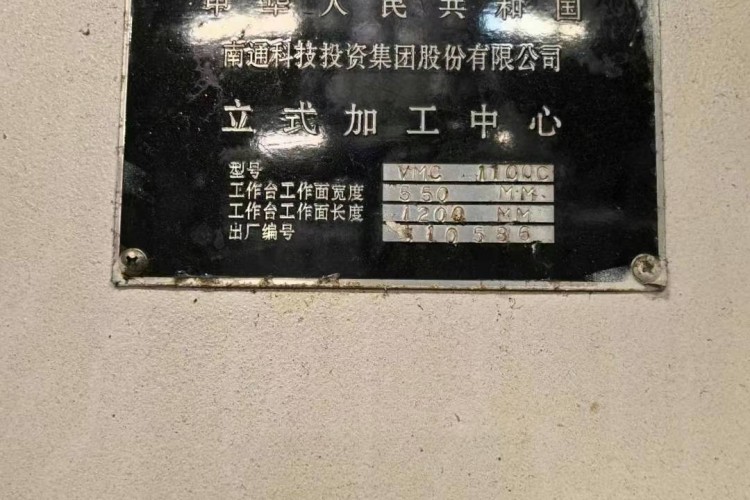 中华人民共和国
南通科技投资集团股份有限公司
立式加工中心
型号 VMC 1100C
工作台工作面宽度 550 MM
工作台工作面长度 1200 MM
出厂编号 510536